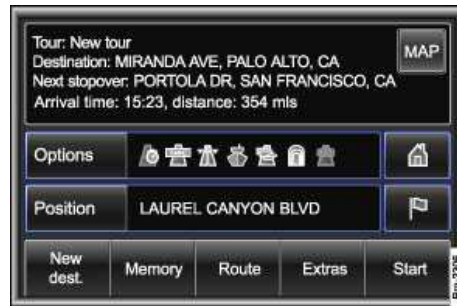 Tour: New tour
Destination: MIRANDA AVE, PALO ALTO, CA
MAP
Next stopover: PORTOLA DR, SAN FRANCISCO, CA
Arrival time: 15:23, distance: 354 mls
Options
Position
LAUREL CANYON BLVD
New
dest.
Memory
Route
Extras
Start